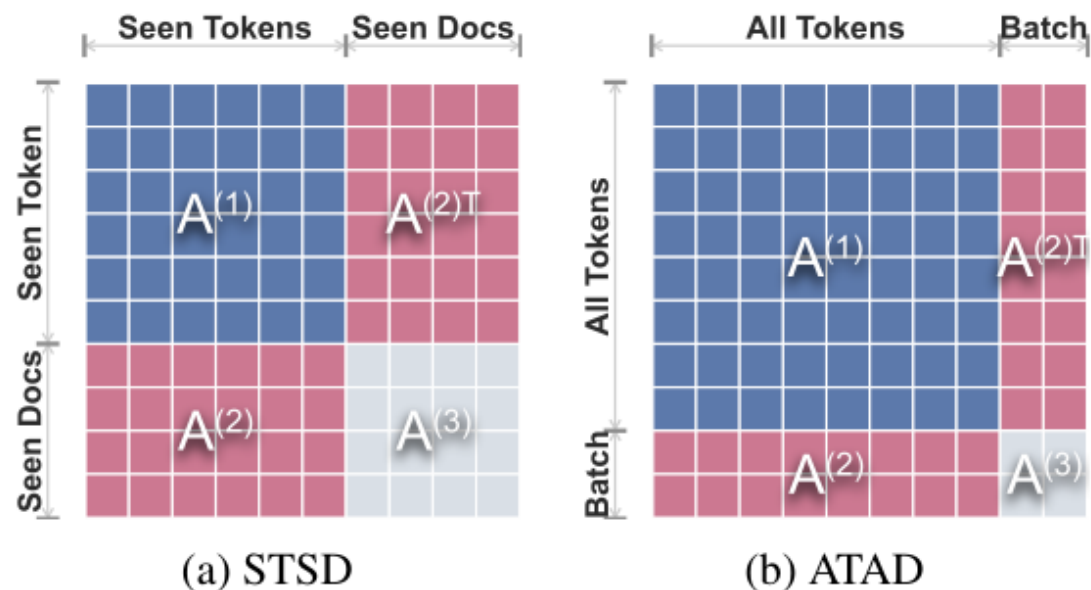 Seen Tokens Seen Docs
Seen Token
Seen Docs
A(1)
A(2)T
A(2)
A(3)
(a) STSD
All Tokens Batch
All Tokens
Batch
A(1)
A(2)T
A(2)
A(3)
(b) ATAD